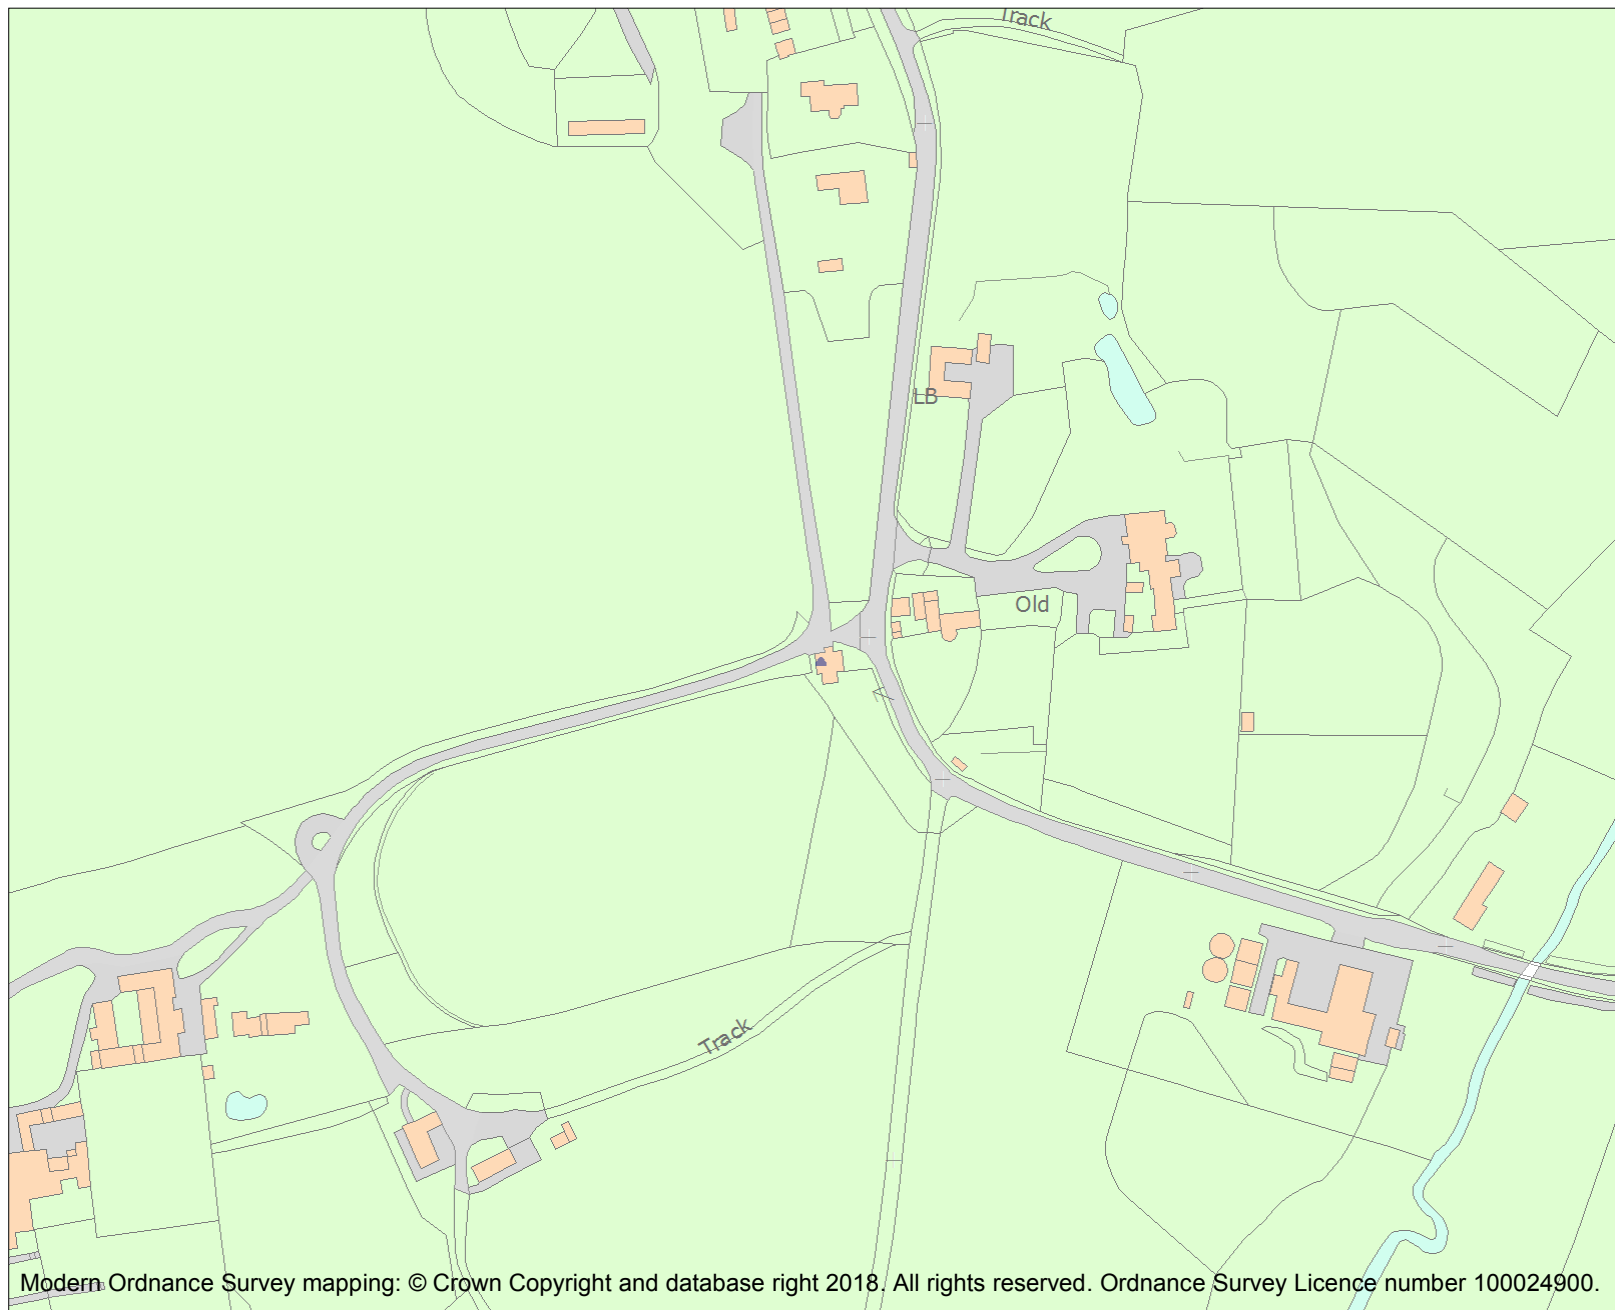 Track
LB
Old
Track
Modern Ordnance Survey mapping: © Crown Copyright and database right 2018. All rights reserved. Ordnance Survey Licence number 100024900.